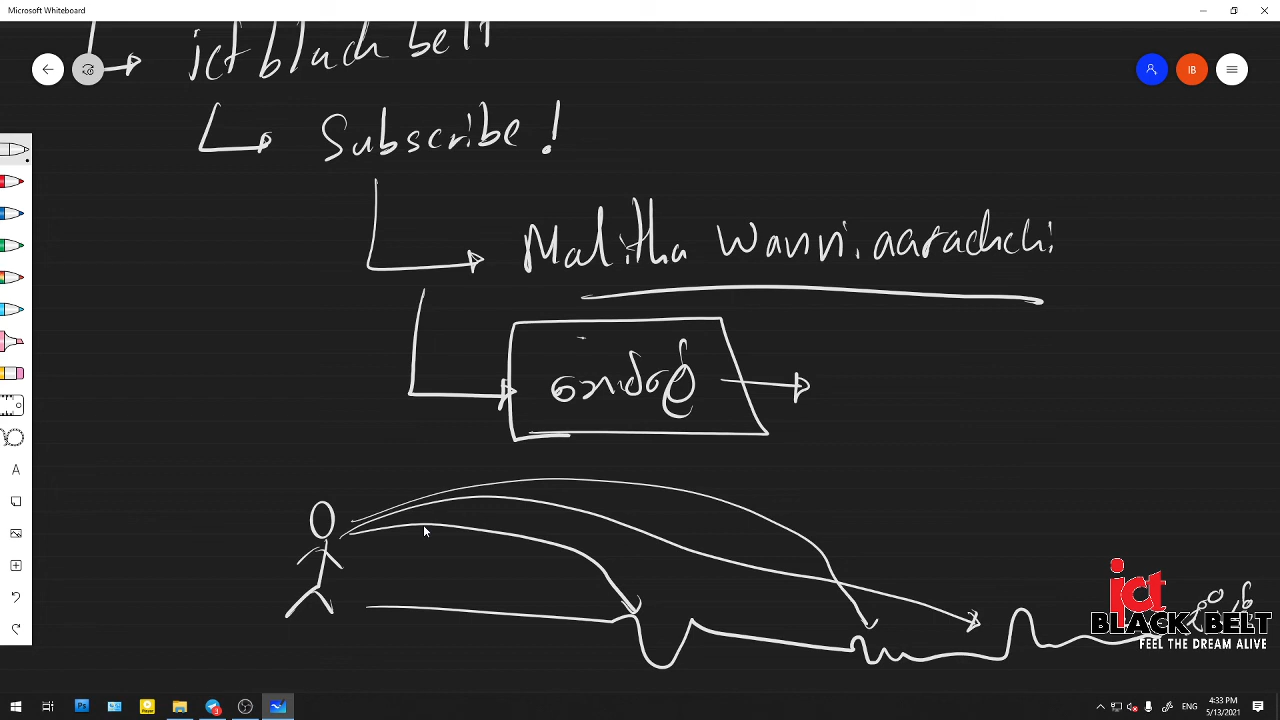 Microsoft Whiteboard
ict black belt
IB
Subscribe!
Malitha Wanniaarachchi
ict
BLACK BELT
FEEL THE DREAM ALIVE
ENG
4:33 PM
5/13/2021